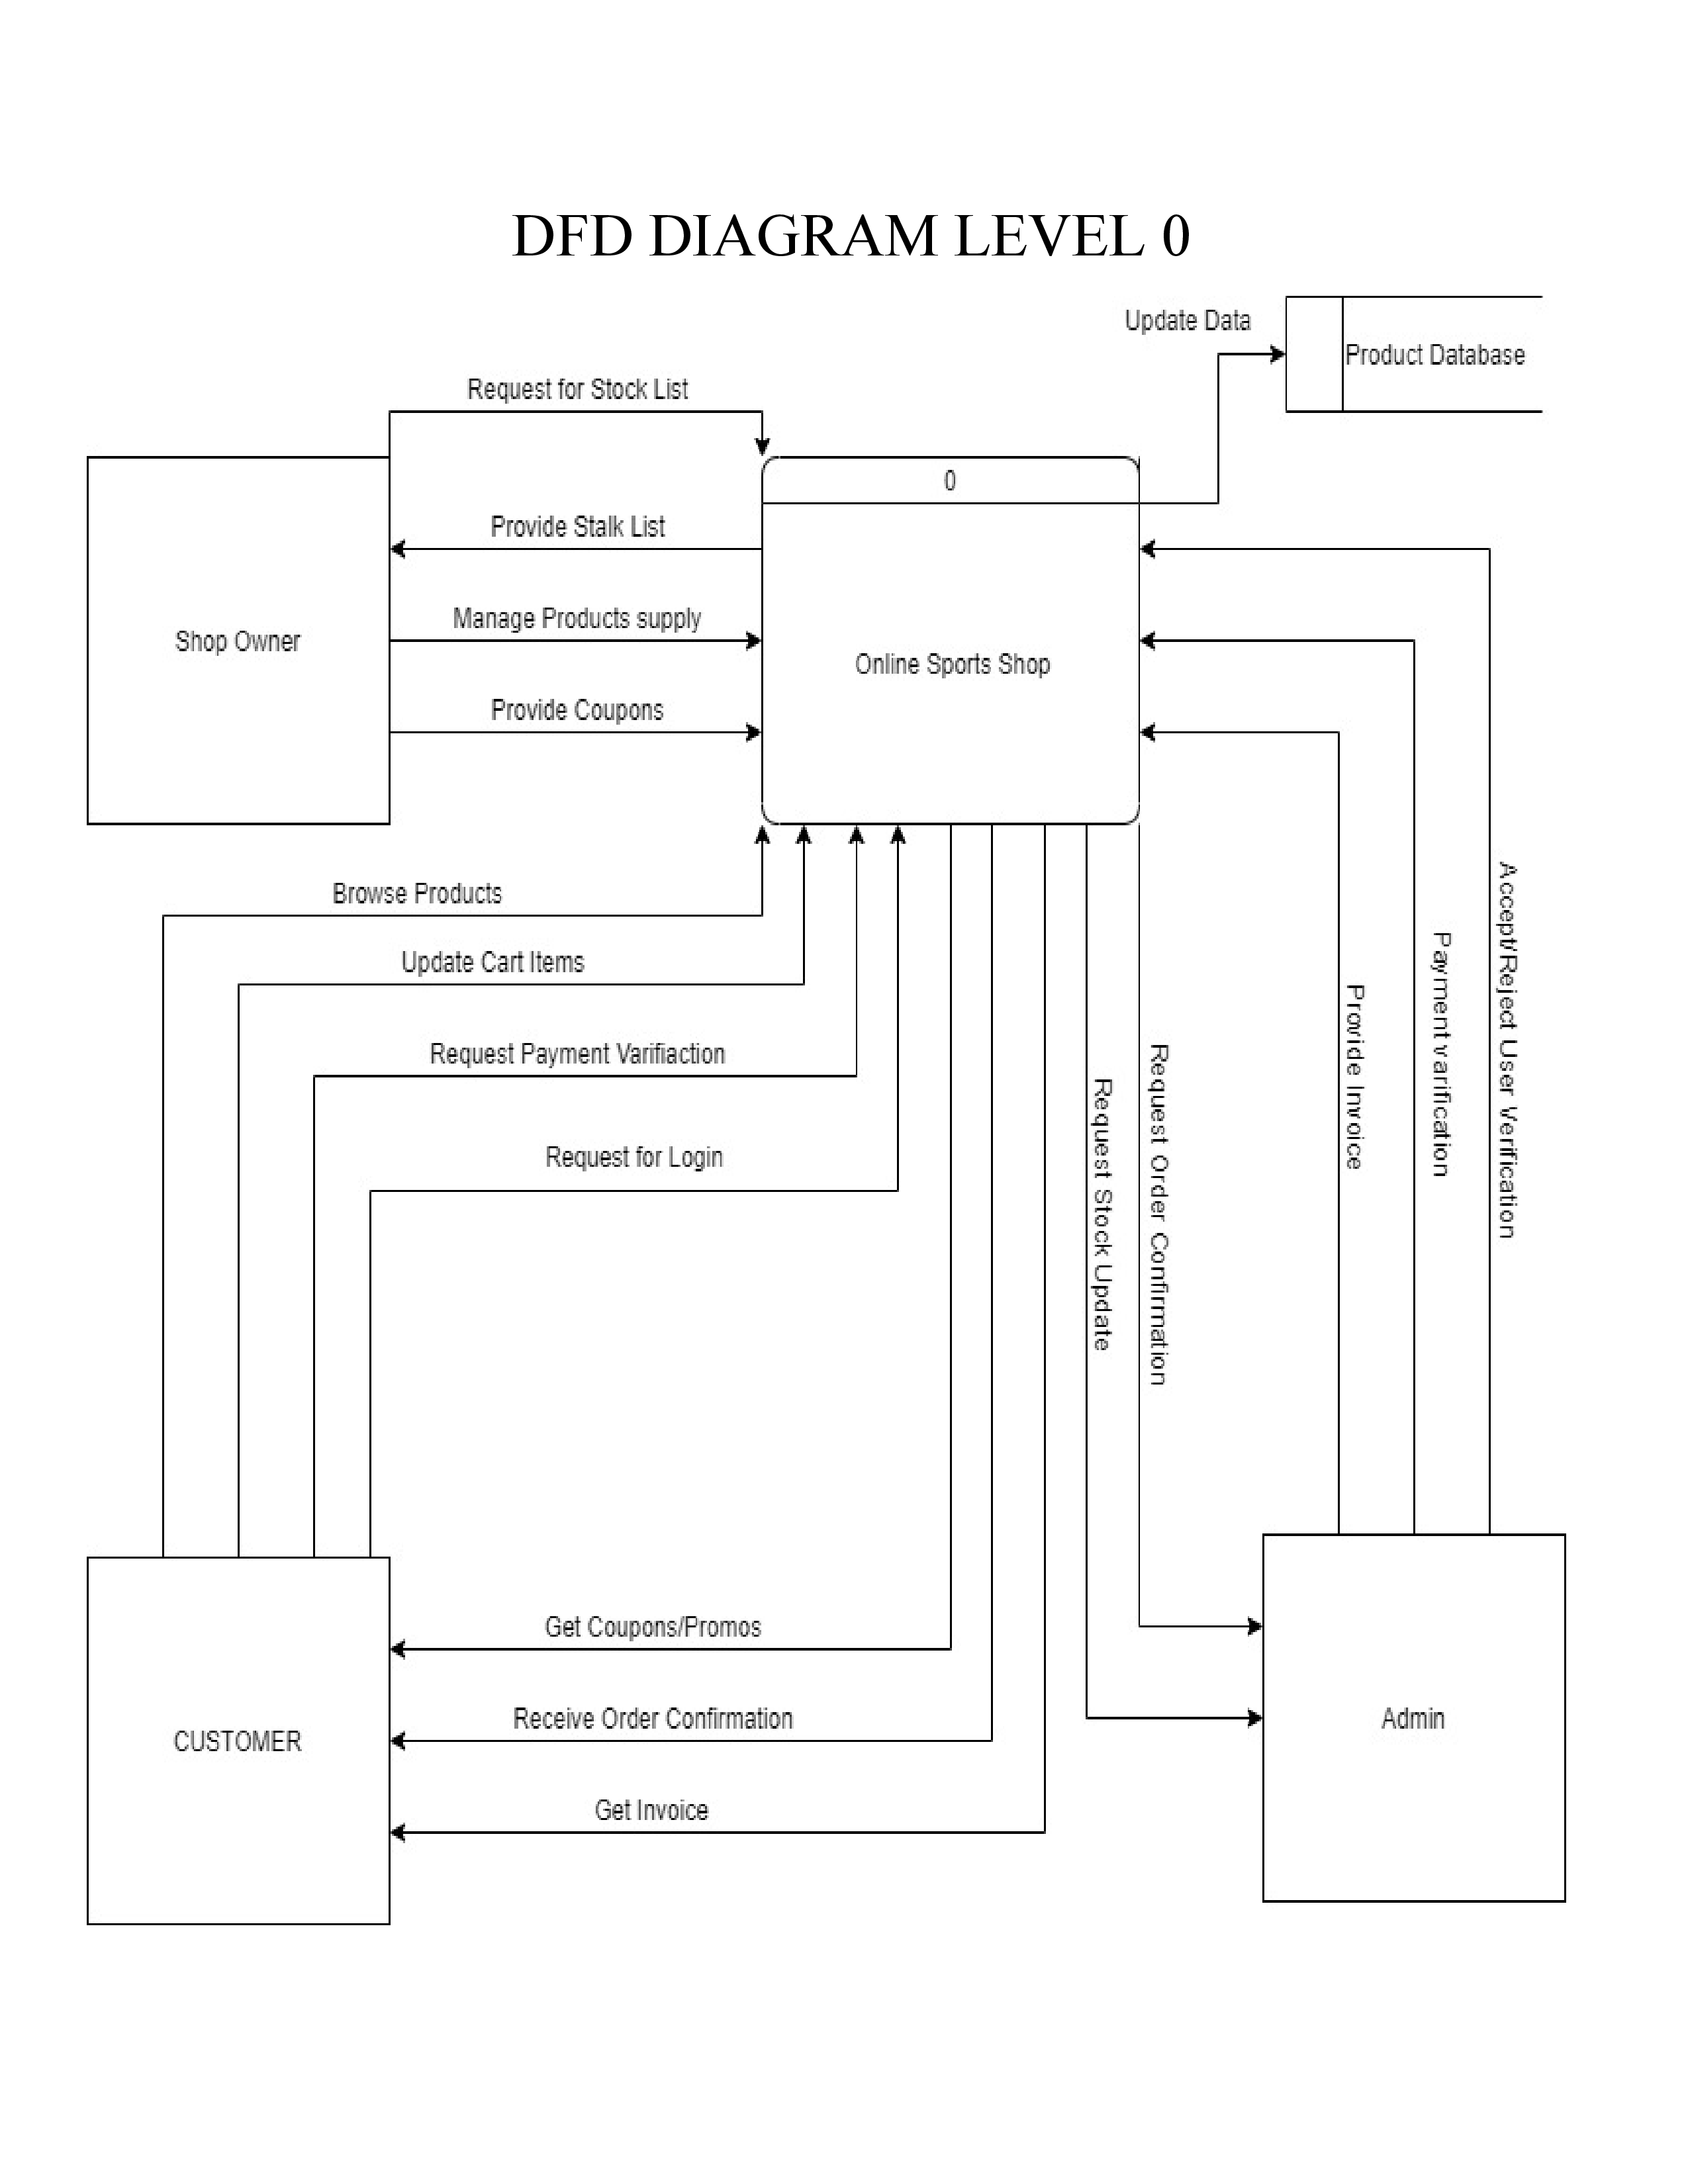 DFD DIAGRAM LEVEL 0
Update Data
Product Database
Request for Stock List
0
Provide Stalk List
Manage Products supply
Shop Owner
Online Sports Shop
Provide Coupons
Browse Products
Update Cart Items
Request Payment Varifiaction
Request for Login
Request Stock Update
Request Order Confirmation
Provide Invoice
Payment varification
Accept/Reject User Verification
Get Coupons/Promos
Receive Order Confirmation
CUSTOMER
Admin
Get Invoice